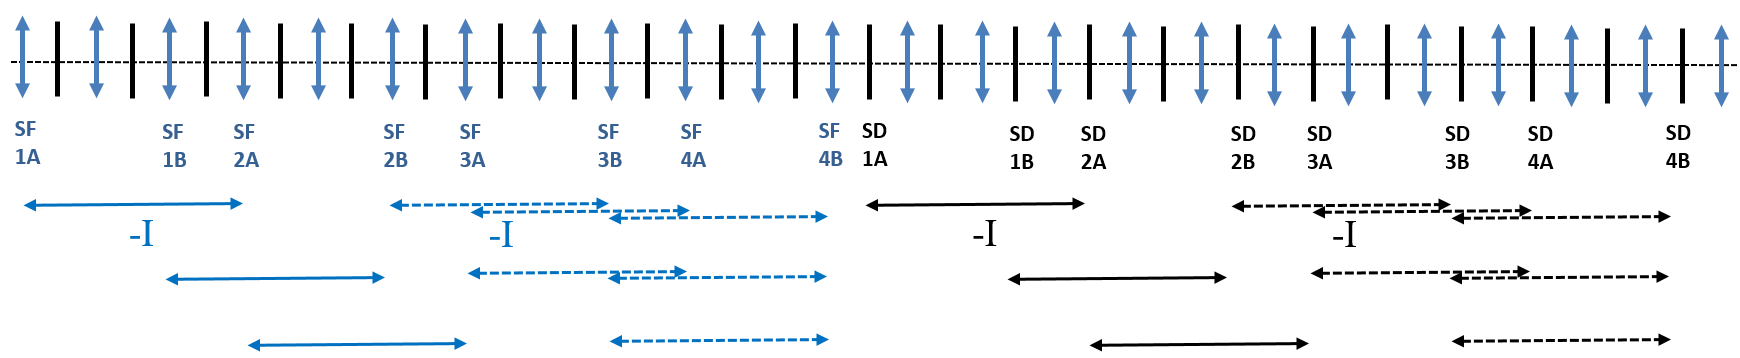 SF SF SF SF SF SF SF SF SD SD SD SD SD SD SD SD
1A 1B 2A 2B 3A 3B 4A 4B 1A 1B 2A 2B 3A 3B 4A 4B
-I -I -I -I